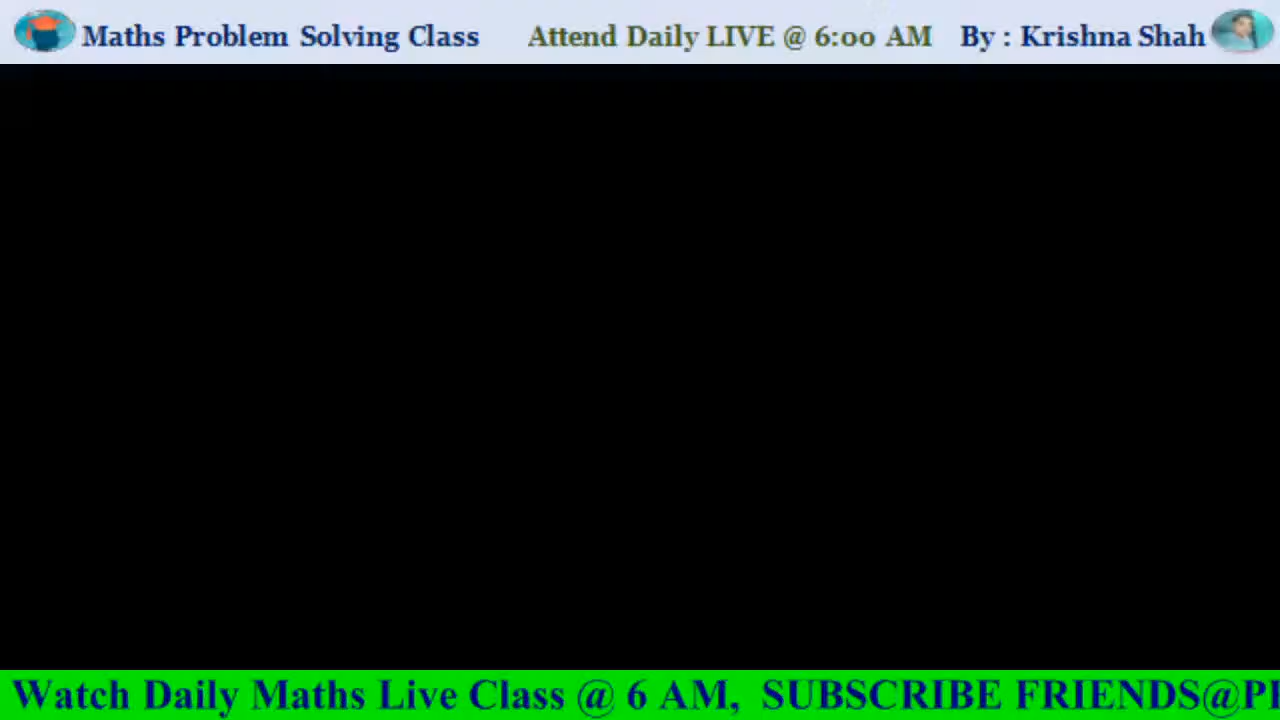 Maths Problem Solving Class Attend Daily LIVE @ 6:00 AM By : Krishna Shah
Watch Daily Maths Live Class @ 6 AM, SUBSCRIBE